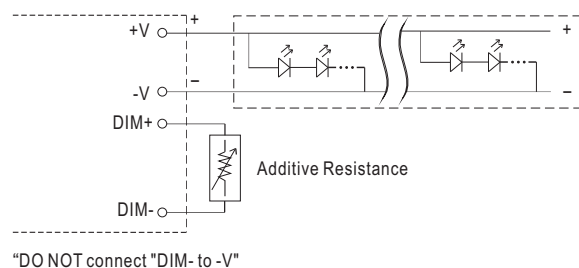 +V
+
+
-V
–
–
DIM+
Additive Resistance
DIM-
“DO NOT connect "DIM- to -V"